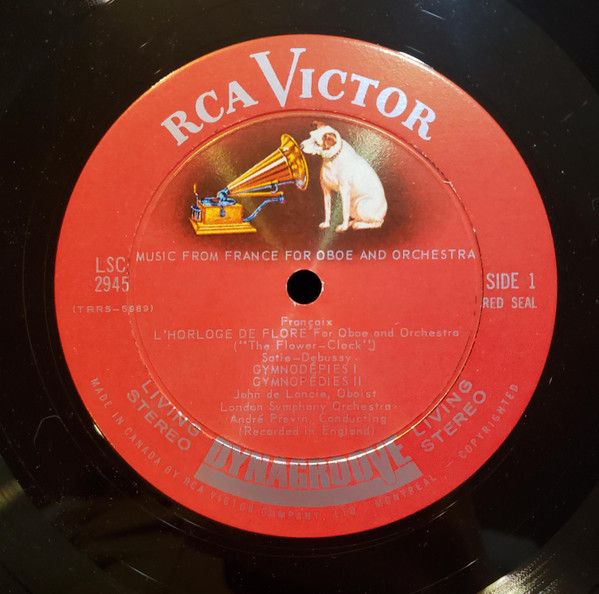 RCA VICTOR
MUSIC FROM FRANCE FOR OBOE AND ORCHESTRA
LSC
2945
(TRRS-5989)
SIDE 1
RED SEAL
Françaix
L'HORLOGE DE FLORE For Oboe and Orchestra
("The Flower-Clock")
Satie-Debussy
GYMNODÉPIES I
GYMNOPÉDIES II
John de Lancie, Oboist
London Symphony Orchestra
André Previn, Conducting
(Recorded in England)
LIVING
STEREO
DYNAGROOVE
LIVING
STEREO
MADE IN CANADA BY RCA VICTOR COMPANY, LTD., MONTREAL, - COPYRIGHTED